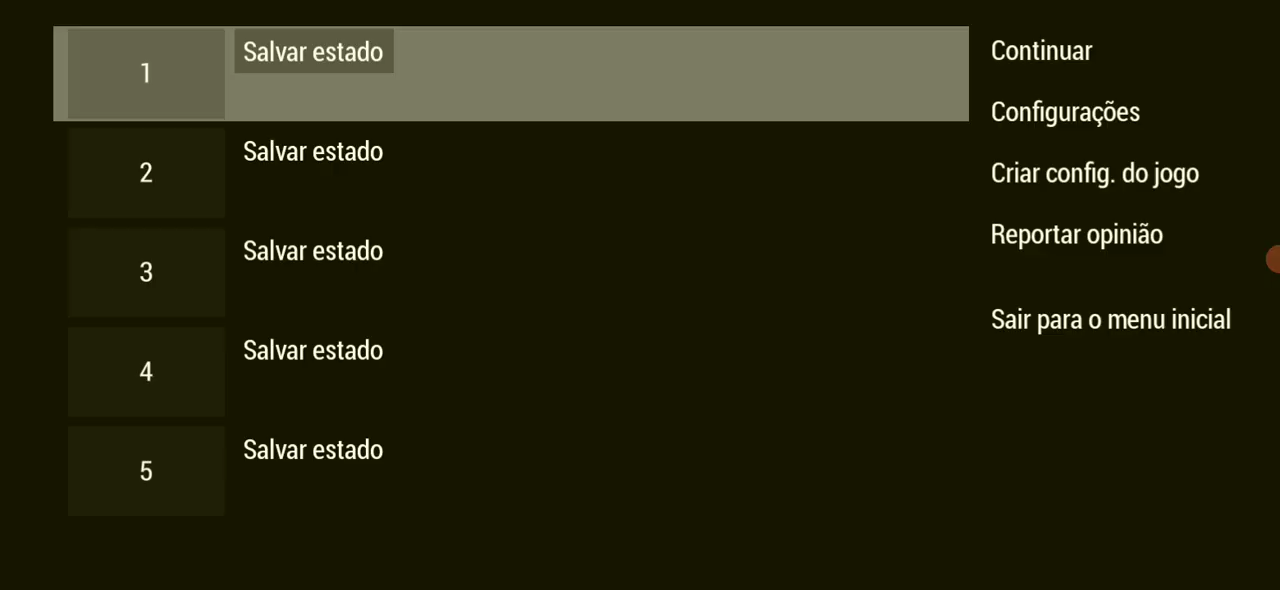 1
Salvar estado
2
Salvar estado
3
Salvar estado
4
Salvar estado
5
Salvar estado
Continuar
Configurações
Criar config. do jogo
Reportar opinião
Sair para o menu inicial